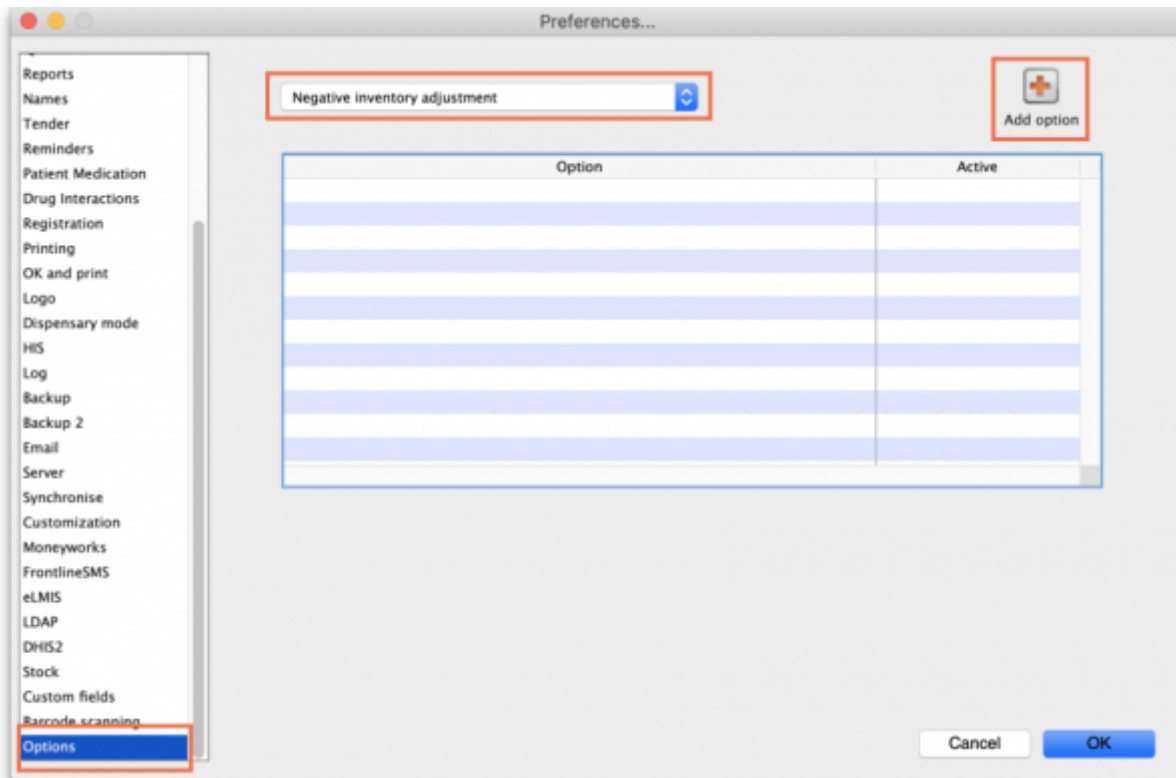 Preferences...
Reports
Names
Tender
Reminders
Patient Medication
Drug Interactions
Registration
Printing
OK and print
Logo
Dispensary mode
HIS
Log
Backup
Backup 2
Email
Server
Synchronise
Customization
Moneyworks
FrontlineSMS
eLMIS
LDAP
DHIS2
Stock
Custom fields
Barcode scanning
Options
Negative inventory adjustment
Add option
Option Active
Cancel OK